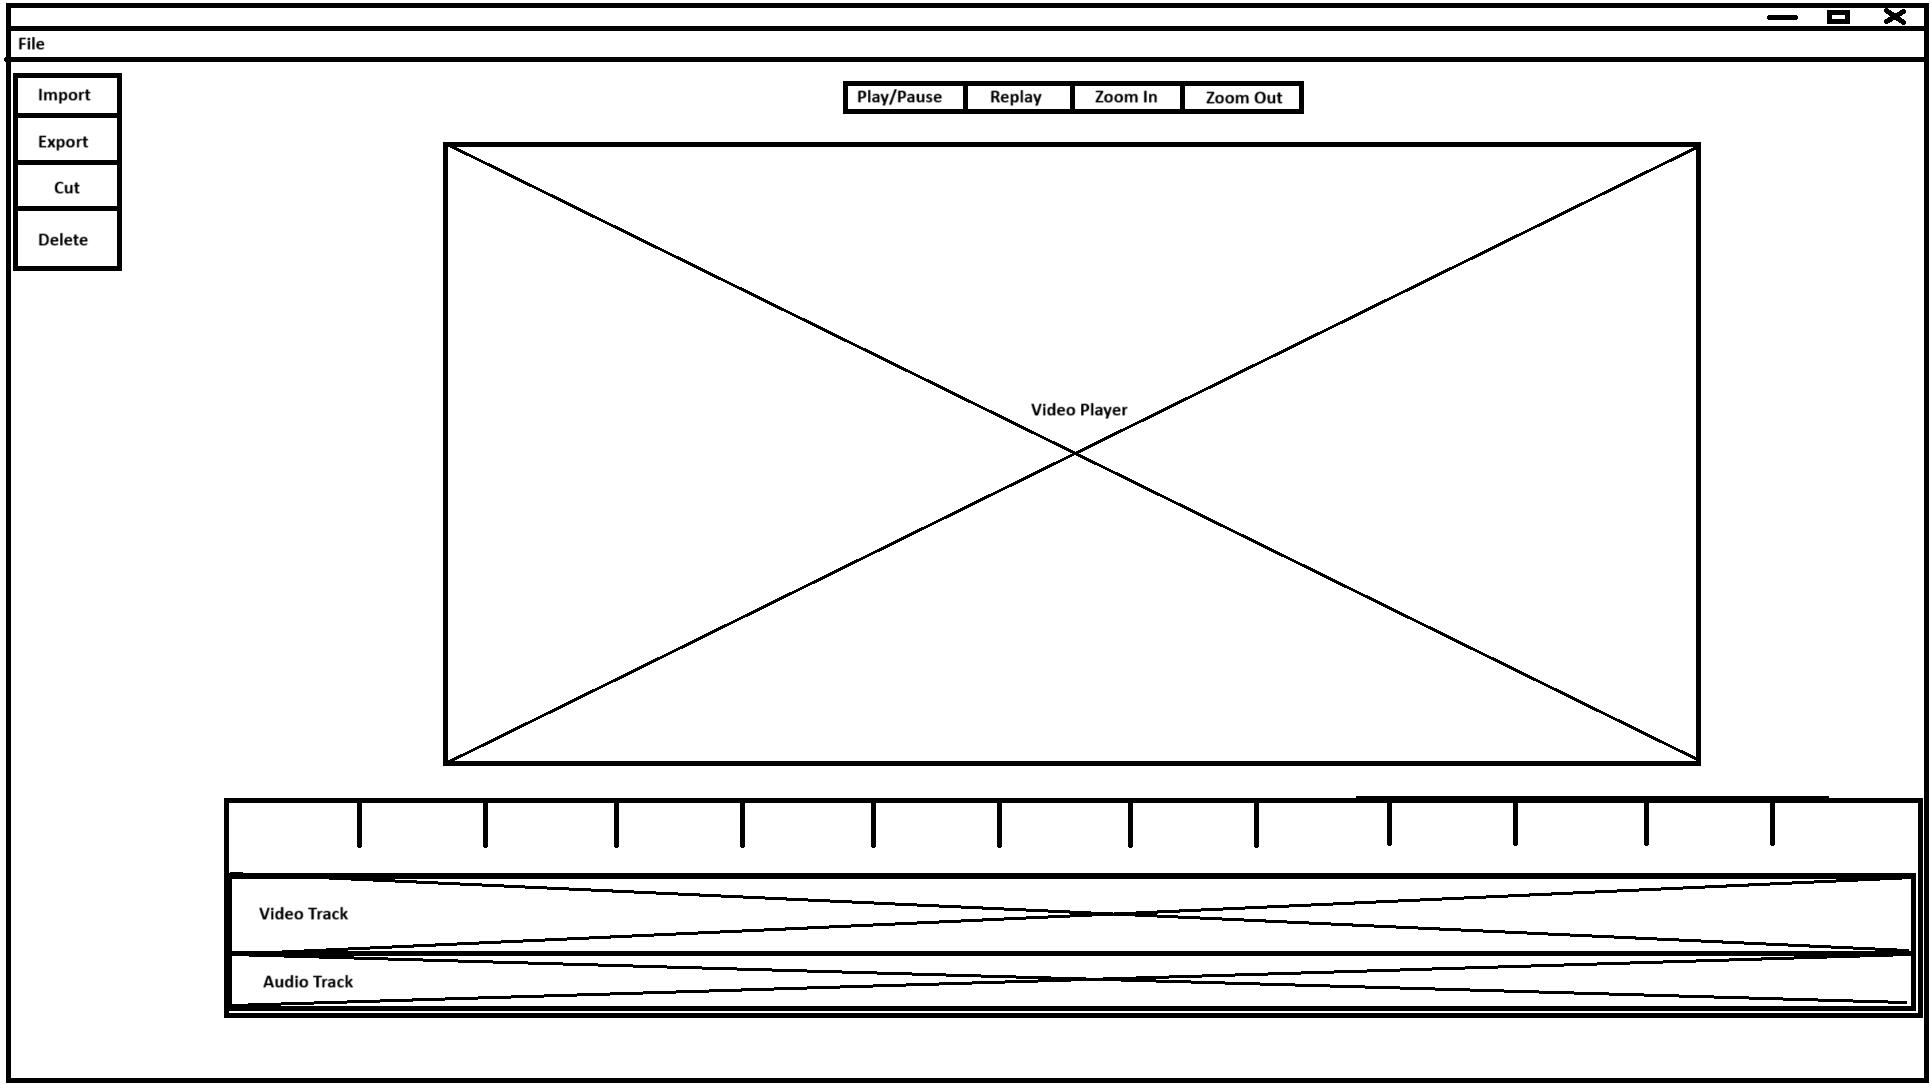 File
Import
Export
Cut
Delete
Play/Pause
Replay
Zoom In
Zoom Out
Video Player
Video Track
Audio Track